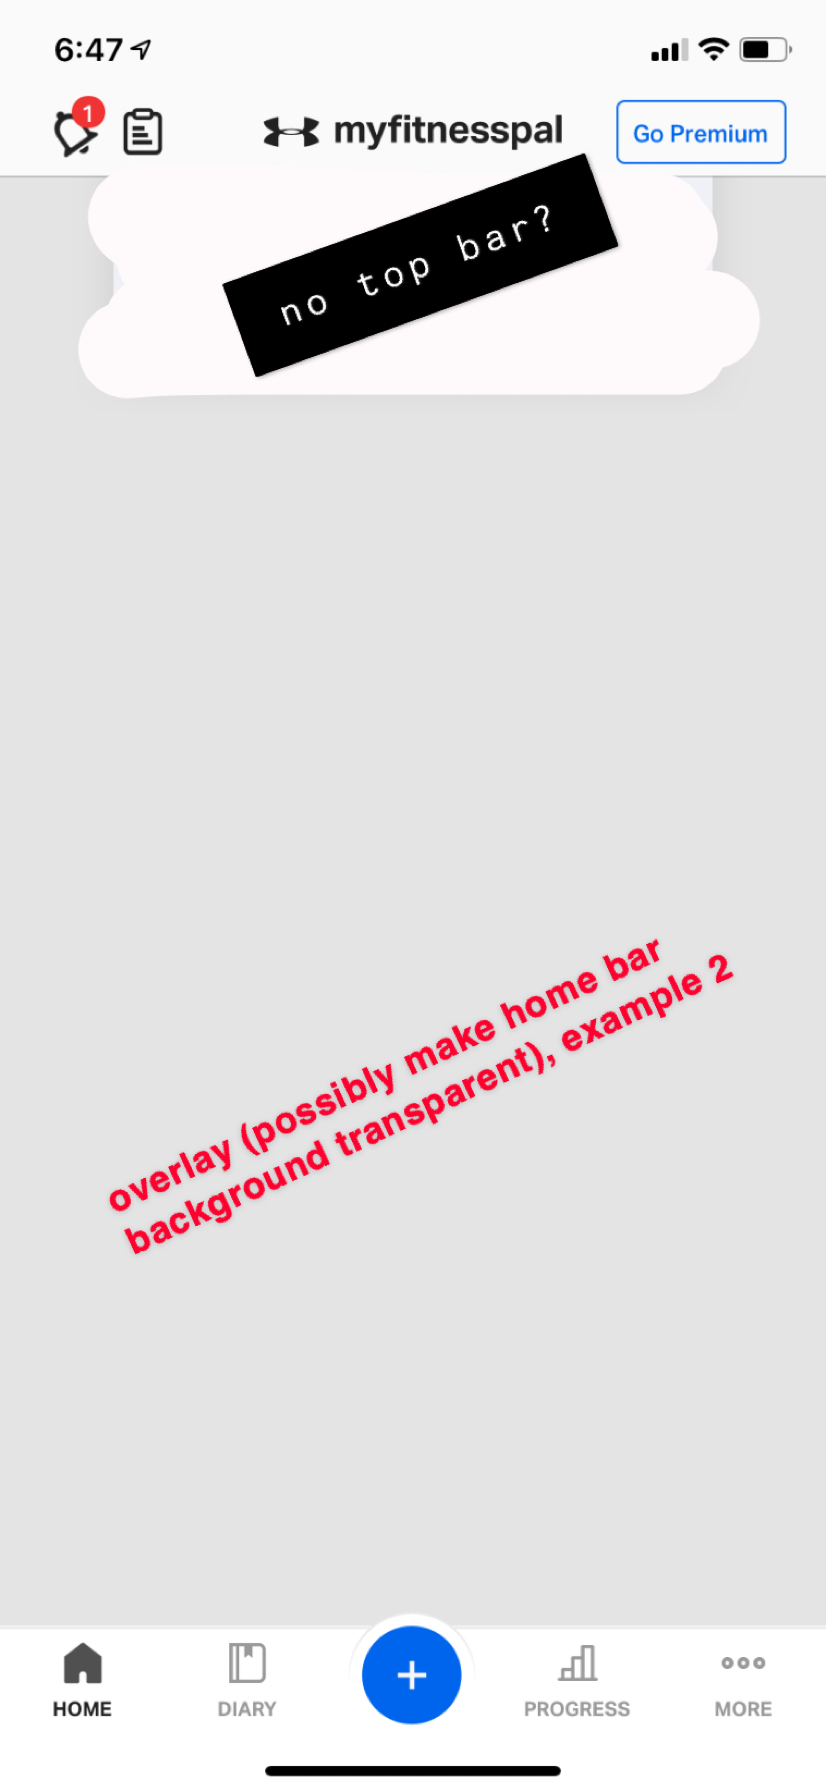 6:47
1
myfitnesspal
Go Premium
no top bar?
overlay (possibly make home bar
background transparent), example 2
HOME
DIARY
+
PROGRESS
MORE